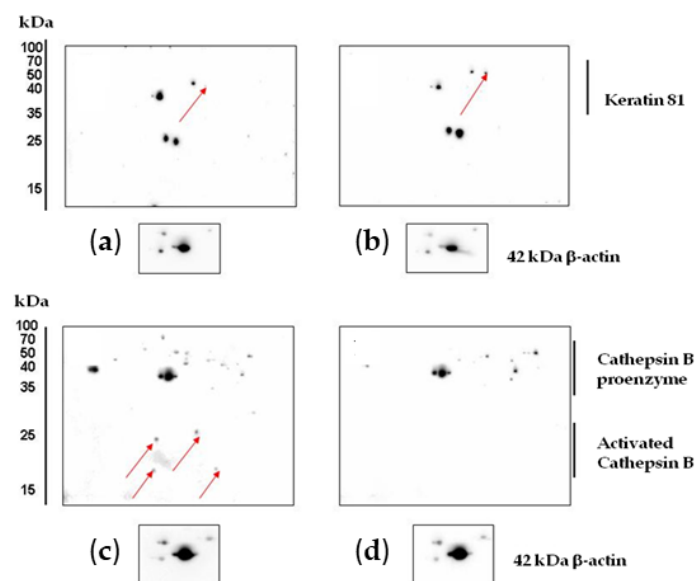 kDa
100
70
50
40
35
25
15
Keratin 81
(a)
(b)
42 kDa β-actin
kDa
100
70
50
40
35
25
15
Cathepsin B
proenzyme
Activated
Cathepsin B
(c)
(d)
42 kDa β-actin